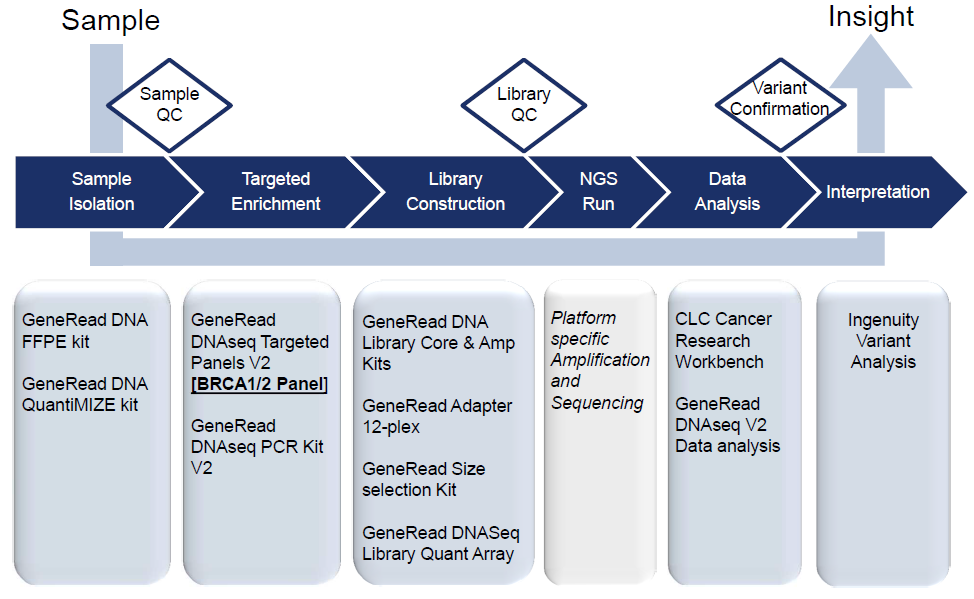 Sample
Insight
Sample
QC
Library
QC
Variant
Confirmation
Sample
Isolation
Targeted
Enrichment
Library
Construction
NGS
Run
Data
Analysis
Interpretation
GeneRead DNA
FFPE kit
GeneRead DNA
QuantiMIZE kit
GeneRead
DNAseq Targeted
Panels V2
[BRCA1/2 Panel]
GeneRead
DNAseq PCR Kit
V2
GeneRead DNA
Library Core & Amp
Kits
GeneRead Adapter
12-plex
GeneRead Size
selection Kit
GeneRead DNASeq
Library Quant Array
Platform
specific
Amplification
and
Sequencing
CLC Cancer
Research
Workbench
GeneRead
DNAseq V2
Data analysis
Ingenuity
Variant
Analysis